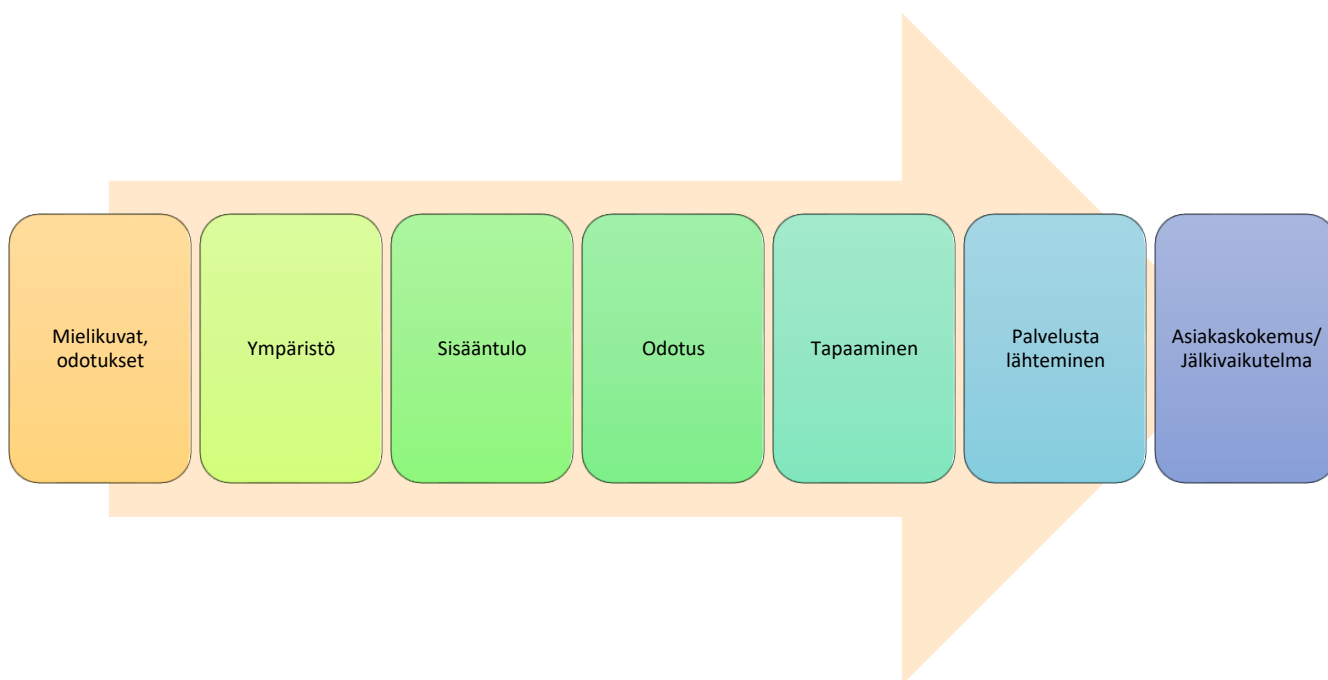 Mielikuvat,
odotukset
Ympäristö
Sisääntulo
Odotus
Tapaaminen
Palvelusta
lähteminen
Asiakaskokemus/
Jälkivaikutelma